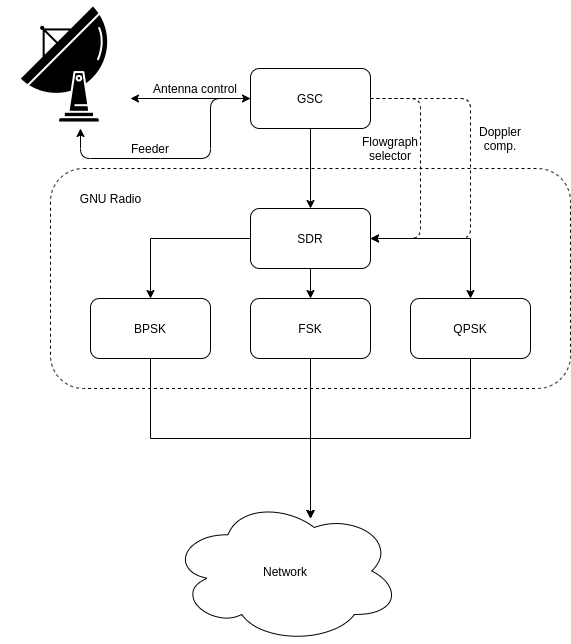 Antenna control
GSC
Feeder
Flowgraph
selector
Doppler
comp.
GNU Radio
SDR
BPSK
FSK
QPSK
Network